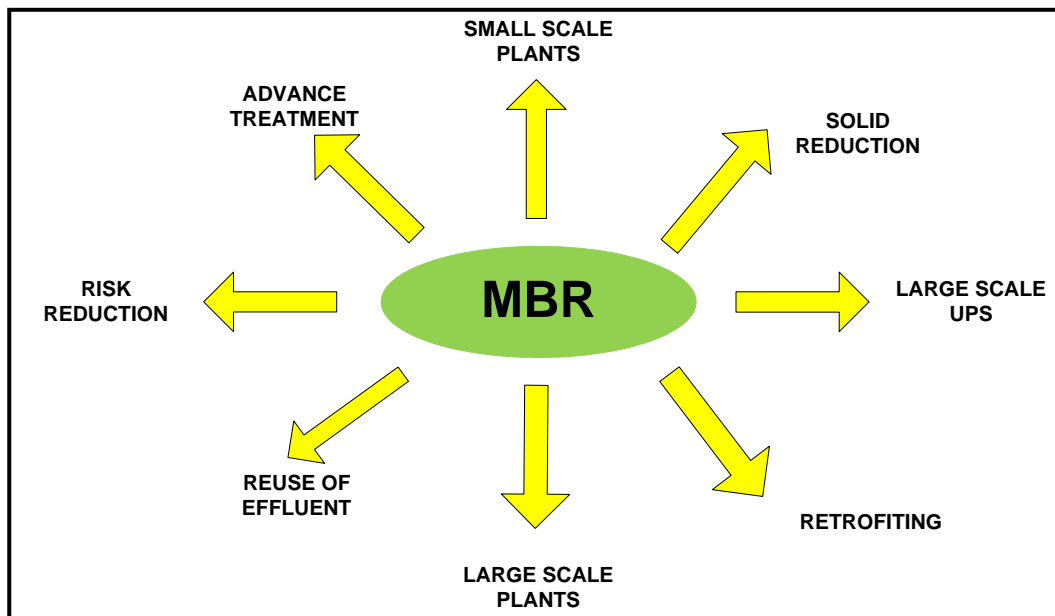 SMALL SCALE
PLANTS
ADVANCE
TREATMENT
SOLID
REDUCTION
RISK
REDUCTION
MBR
LARGE SCALE
UPS
REUSE OF
EFFLUENT
RETROFITING
LARGE SCALE
PLANTS